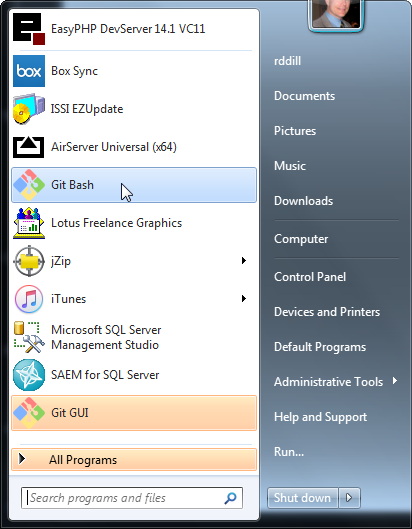 EasyPHP DevServer 14.1 VC11
box
Box Sync
ISSI EZUpdate
AirServer Universal (x64)
Git Bash
Lotus Freelance Graphics
jZip
iTunes
Microsoft SQL Server
Management Studio
SAEM for SQL Server
Git GUI
All Programs
Search programs and files
rddill
Documents
Pictures
Music
Downloads
Computer
Control Panel
Devices and Printers
Default Programs
Administrative Tools
Help and Support
Run...
Shut down